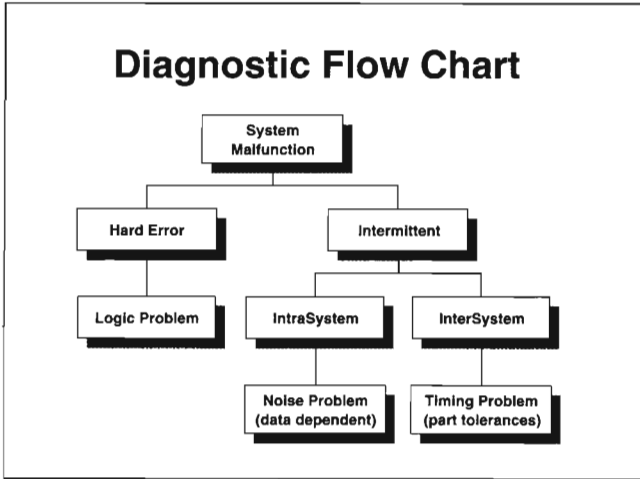 Diagnostic Flow Chart
System
Malfunction
Hard Error
Intermittent
Logic Problem
IntraSystem
InterSystem
Noise Problem
(data dependent)
Timing Problem
(part tolerances)